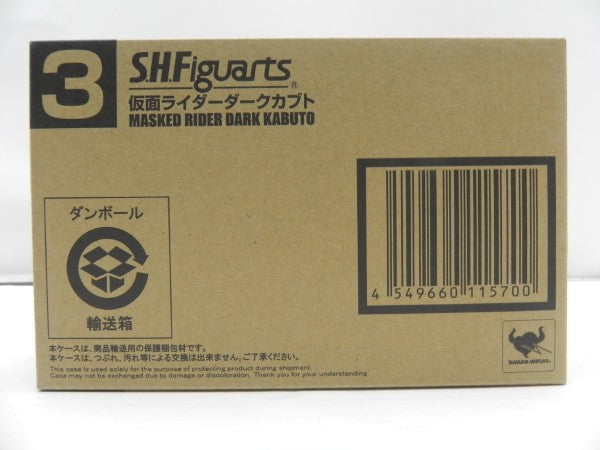 3
S.H.Figuarts®
仮面ライダーダークカブト
MASKED RIDER DARK KABUTO
ダンボール
輸送箱
4 549660 115700
TAMASHII NATIONS
本ケースは、商品輸送用の保護梱包材です。
本ケースは、つぶれ、汚れ等による交換は出来ません。ご了承ください。
This case is used solely for the purpose of protecting product during shipment.
Case may not be exchanged due to damage or discoloration. Thank you for your understanding.